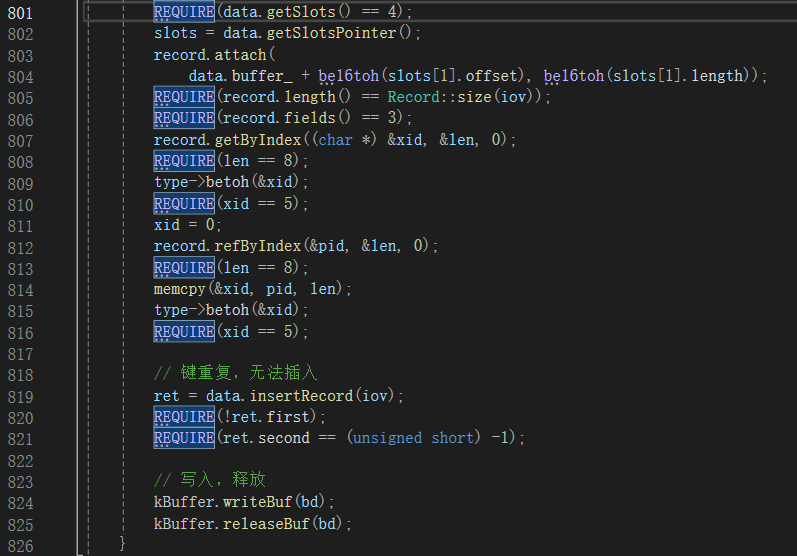 801 REQUIRE(data.getSlots() == 4);
802 slots = data.getSlotsPointer();
803 record.attach(
804 data.buffer_ + be16toh(slots[1].offset), be16toh(slots[1].length));
805 REQUIRE(record.length() == Record::size(iov));
806 REQUIRE(record.fields() == 3);
807 record.getByIndex((char *) &xid, &len, 0);
808 REQUIRE(len == 8);
809 type->betoh(&xid);
810 REQUIRE(xid == 5);
811 xid = 0;
812 record.refByIndex(&pid, &len, 0);
813 REQUIRE(len == 8);
814 memcpy(&xid, pid, len);
815 type->betoh(&xid);
816 REQUIRE(xid == 5);
817
818 // 键重复，无法插入
819 ret = data.insertRecord(iov);
820 REQUIRE(!ret.first);
821 REQUIRE(ret.second == (unsigned short) -1);
822
823 // 写入，释放
824 kBuffer.writeBuf(bd);
825 kBuffer.releaseBuf(bd);
826 }